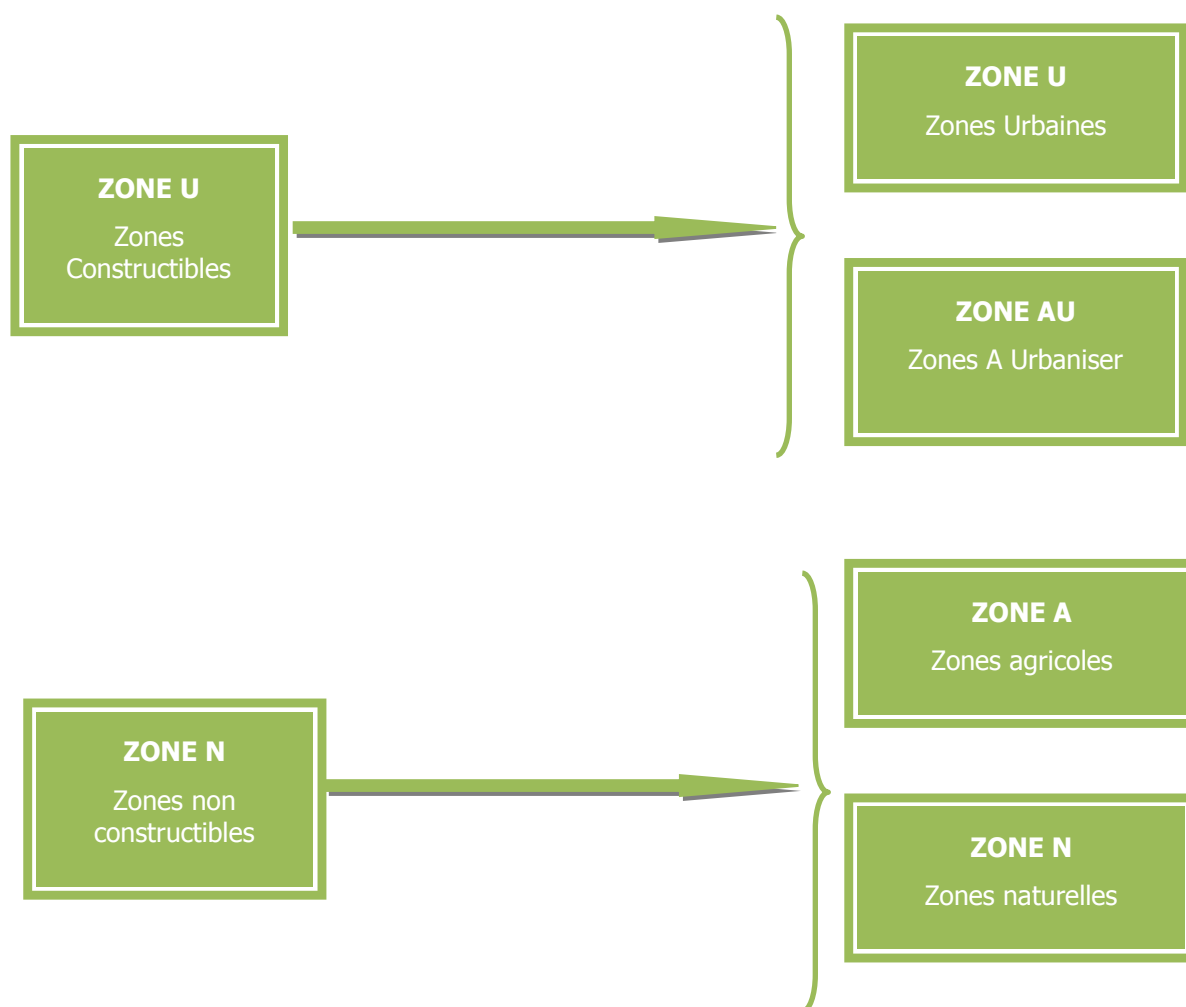 ZONE U
Zones
Constructibles
ZONE U
Zones Urbaines
ZONE AU
Zones A Urbaniser
ZONE N
Zones non
constructibles
ZONE A
Zones agricoles
ZONE N
Zones naturelles